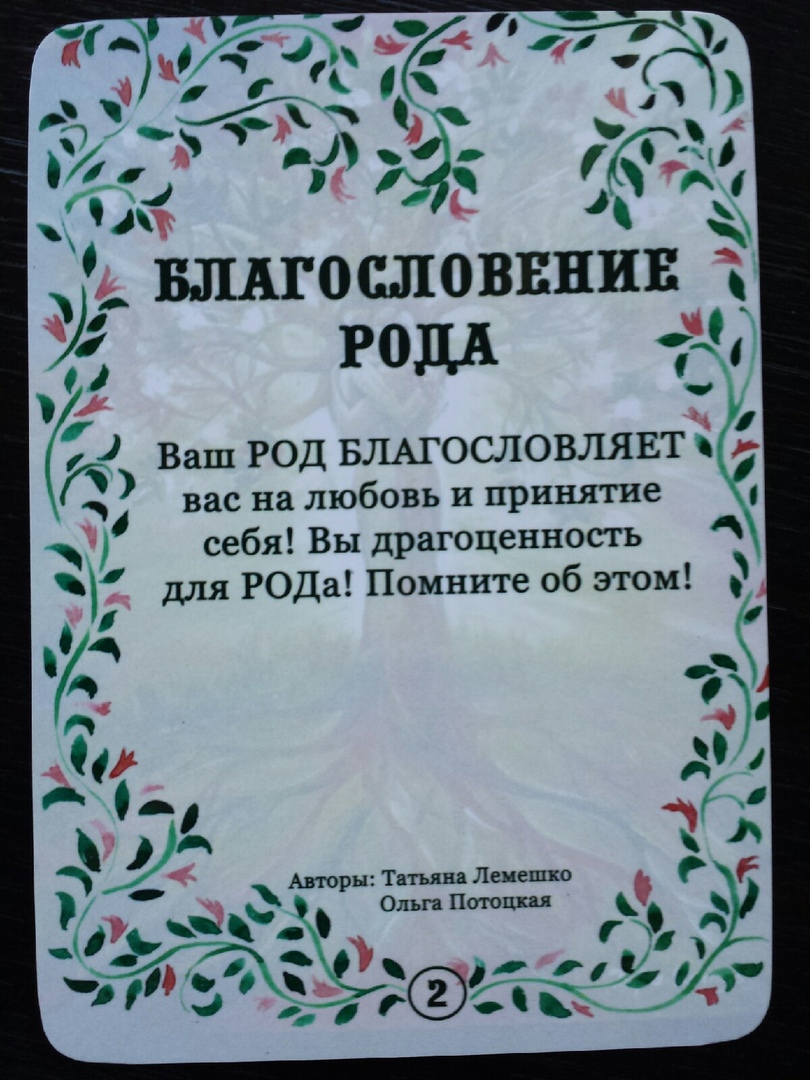 БЛАГОСЛОВЕНИЕ
РОДА
Ваш РОД БЛАГОСЛОВЛЯЕТ
вас на любовь и принятие
себя! Вы драгоценность
для РОДа! Помните об этом!
Авторы: Татьяна Лемешко
Ольга Потоцкая
2